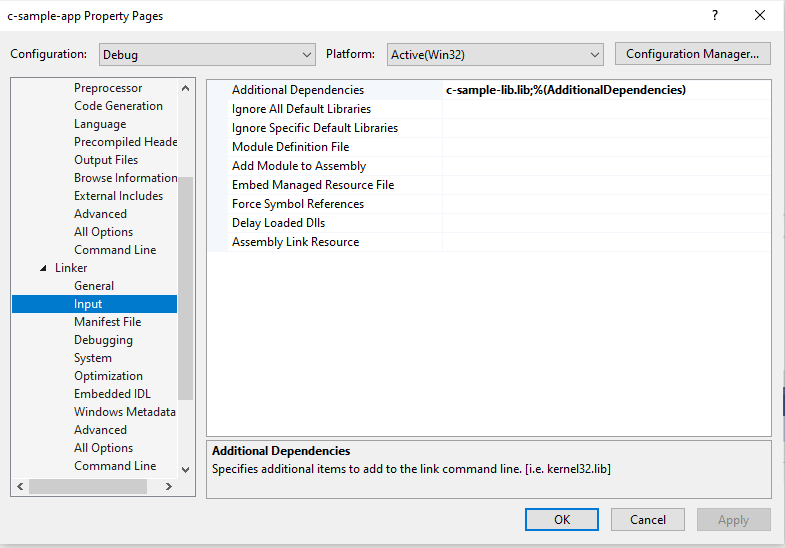 c-sample-app Property Pages
?
Configuration: Debug Platform: Active(Win32) Configuration Manager...
Preprocessor
Code Generation
Language
Precompiled Heade
Output Files
Browse Information
External Includes
Advanced
All Options
Command Line
Linker
General
Input
Manifest File
Debugging
System
Optimization
Embedded IDL
Windows Metadata
Advanced
All Options
Command Line
Additional Dependencies c-sample-lib.lib;%(AdditionalDependencies)
Ignore All Default Libraries
Ignore Specific Default Libraries
Module Definition File
Add Module to Assembly
Embed Managed Resource File
Force Symbol References
Delay Loaded Dlls
Assembly Link Resource
Additional Dependencies
Specifies additional items to add to the link command line. [i.e. kernel32.lib]
OK Cancel Apply